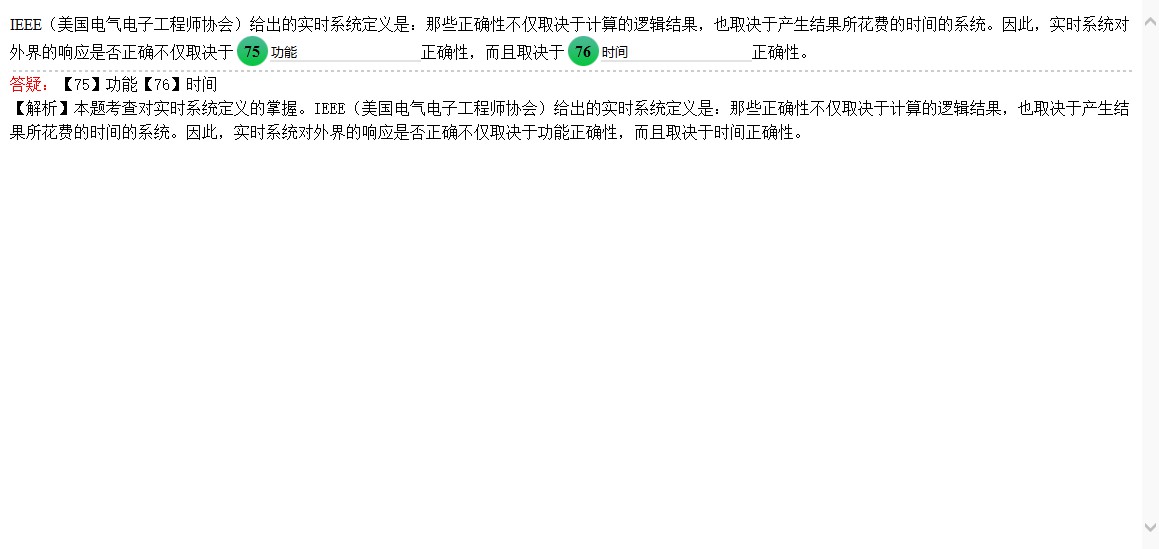 IEEE（美国电气电子工程师协会）给出的实时系统定义是：那些正确性不仅取决于计算的逻辑结果，也取决于产生结果所花费的时间的系统。因此，实时系统对
外界的响应是否正确不仅取决于 75 功能 正确性，而且取决于 76 时间 正确性。
答疑：【75】功能【76】时间
【解析】本题考查对实时系统定义的掌握。IEEE（美国电气电子工程师协会）给出的实时系统定义是：那些正确性不仅取决于计算的逻辑结果，也取决于产生结
果所花费的时间的系统。因此，实时系统对外界的响应是否正确不仅取决于功能正确性，而且取决于时间正确性。